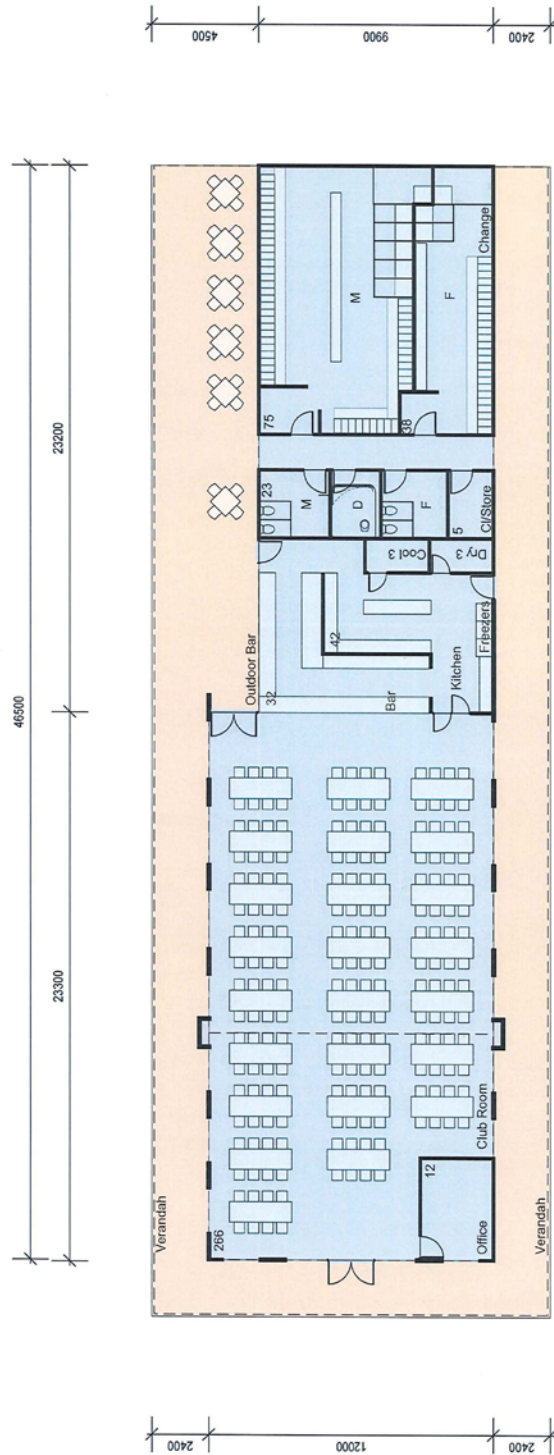 46500
23300
23200
4500
9900
2400
2400
12000
2400
Verandah
266
Club Room
12
Office
Verandah
Outdoor Bar
32
Bar
42
Kitchen
Freezers
Cool 3
Dry 3
23
M
D
F
5
Cl/Store
75
M
38
F
Change